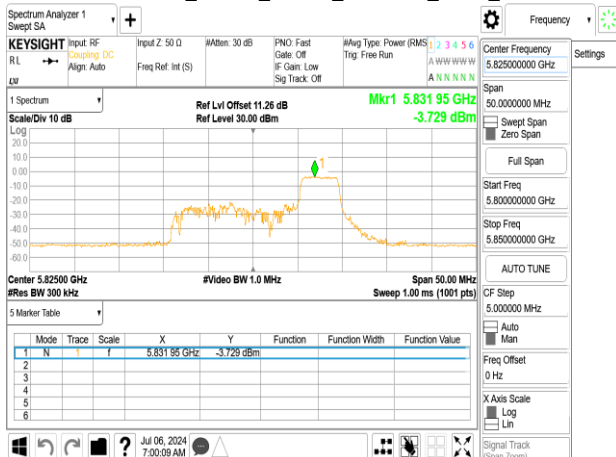 Spectrum Analyzer 1
Swept SA
Frequency
Settings
KEYSIGHT
RL
Input: RF
Coupling: DC
Align: Auto
Input Z: 50 Ω
Freq Ref: Int (S)
#Atten: 30 dB
PNO: Fast
Gate: Off
IF Gain: Low
Sig Track: Off
#Avg Type: Power (RMS
Trig: Free Run
1 2 3 4 5 6
A W W W W W
A N N N N N
1 Spectrum
Scale/Div 10 dB
Ref Lvl Offset 11.26 dB
Ref Level 30.00 dBm
Mkr1 5.831 95 GHz
-3.729 dBm
Log
20.0
10.0
0.00
-10.0
-20.0
-30.0
-40.0
-50.0
-60.0
1
Center 5.82500 GHz
#Res BW 300 kHz
#Video BW 1.0 MHz
Span 50.00 MHz
Sweep 1.00 ms (1001 pts)
5 Marker Table
Mode Trace Scale X Y Function Function Width Function Value
1 N 1 f 5.831 95 GHz -3.729 dBm
2
3
4
5
6
Jul 06, 2024
7:00:09 AM
Center Frequency
5.825000000 GHz
Span
50.0000000 MHz
Swept Span
Zero Span
Full Span
Start Freq
5.800000000 GHz
Stop Freq
5.850000000 GHz
AUTO TUNE
CF Step
5.000000 MHz
Auto
Man
Freq Offset
0 Hz
X Axis Scale
Log
Lin
Signal Track
(Span Zoom)